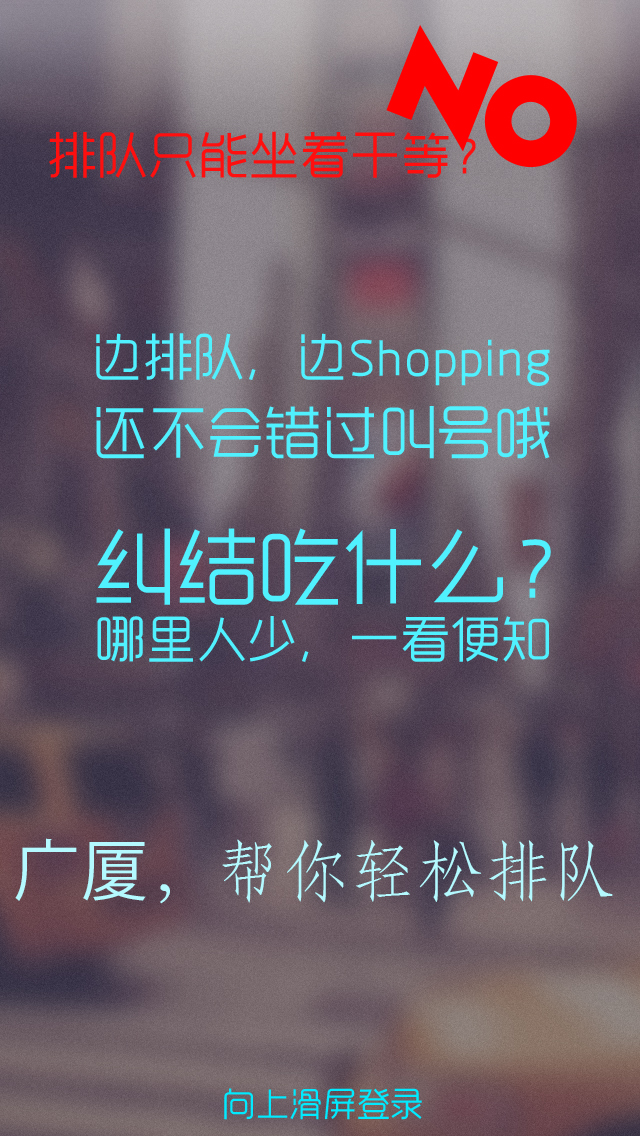 NO
排队只能坐着干等？
边排队，边Shopping
还不会错过叫号哦
纠结吃什么？
哪里人少，一看便知
广厦，帮你轻松排队
向上滑屏登录